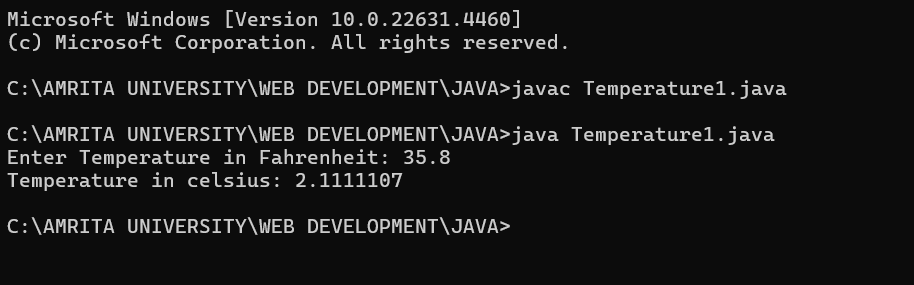 Microsoft Windows [Version 10.0.22631.4460]
(c) Microsoft Corporation. All rights reserved.
C:\AMRITA UNIVERSITY\WEB DEVELOPMENT\JAVA>javac Temperature1.java
C:\AMRITA UNIVERSITY\WEB DEVELOPMENT\JAVA>java Temperature1.java
Enter Temperature in Fahrenheit: 35.8
Temperature in celsius: 2.1111107
C:\AMRITA UNIVERSITY\WEB DEVELOPMENT\JAVA>